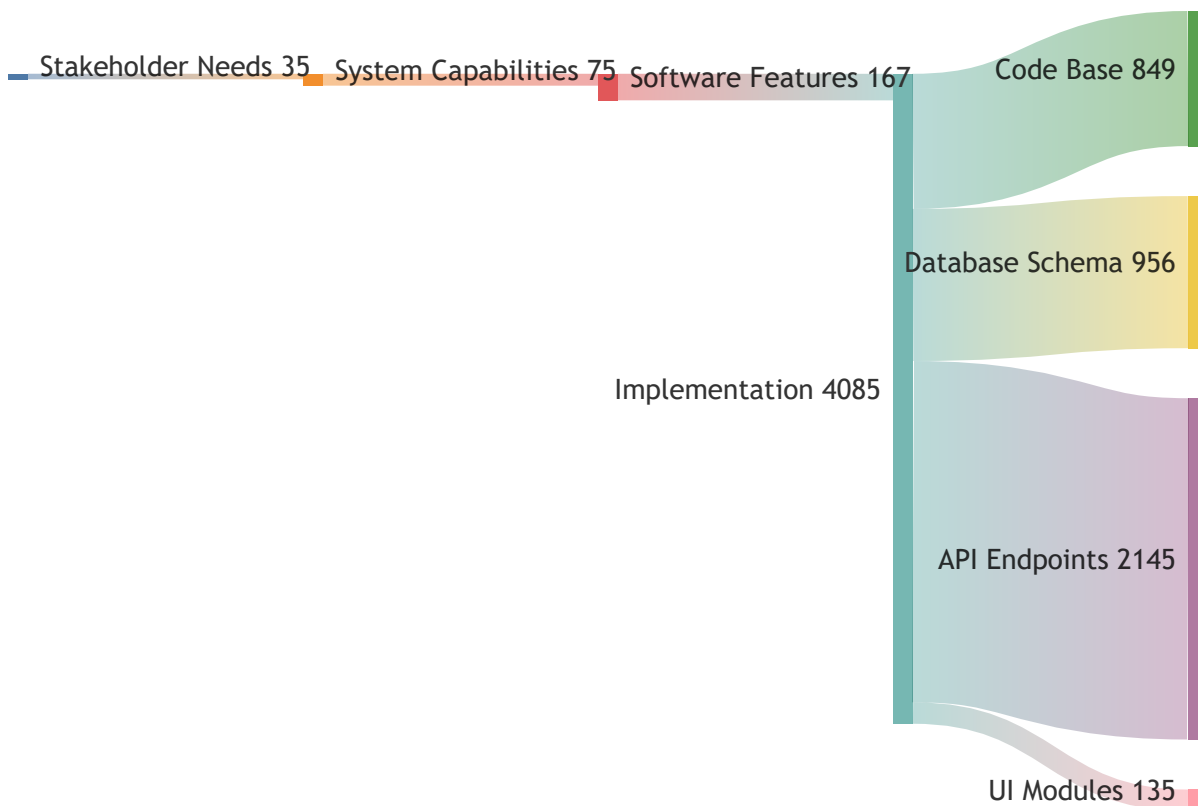 Stakeholder Needs 35
System Capabilities 75
Software Features 167
Implementation 4085
Code Base 849
Database Schema 956
API Endpoints 2145
UI Modules 135